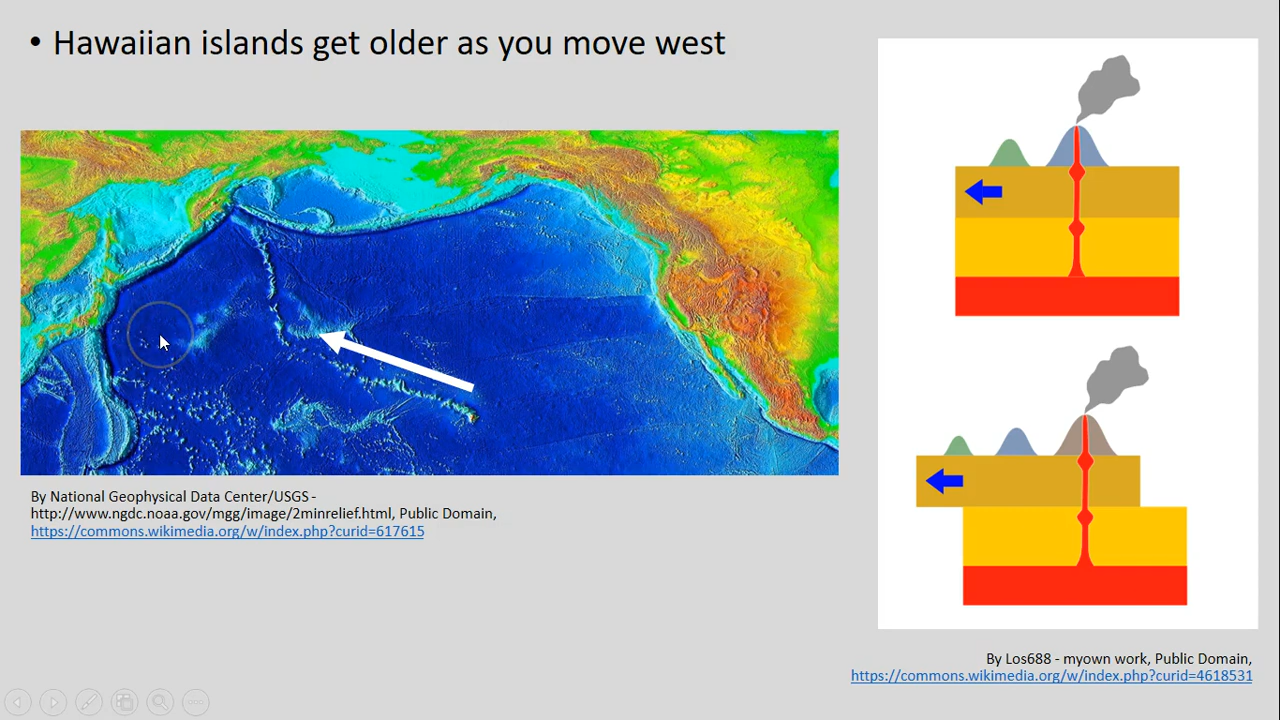 • Hawaiian islands get older as you move west
By National Geophysical Data Center/USGS -
http://www.ngdc.noaa.gov/mgg/image/2minrelief.html, Public Domain,
https://commons.wikimedia.org/w/index.php?curid=617615
By Los688 - myown work, Public Domain,
https://commons.wikimedia.org/w/index.php?curid=4618531